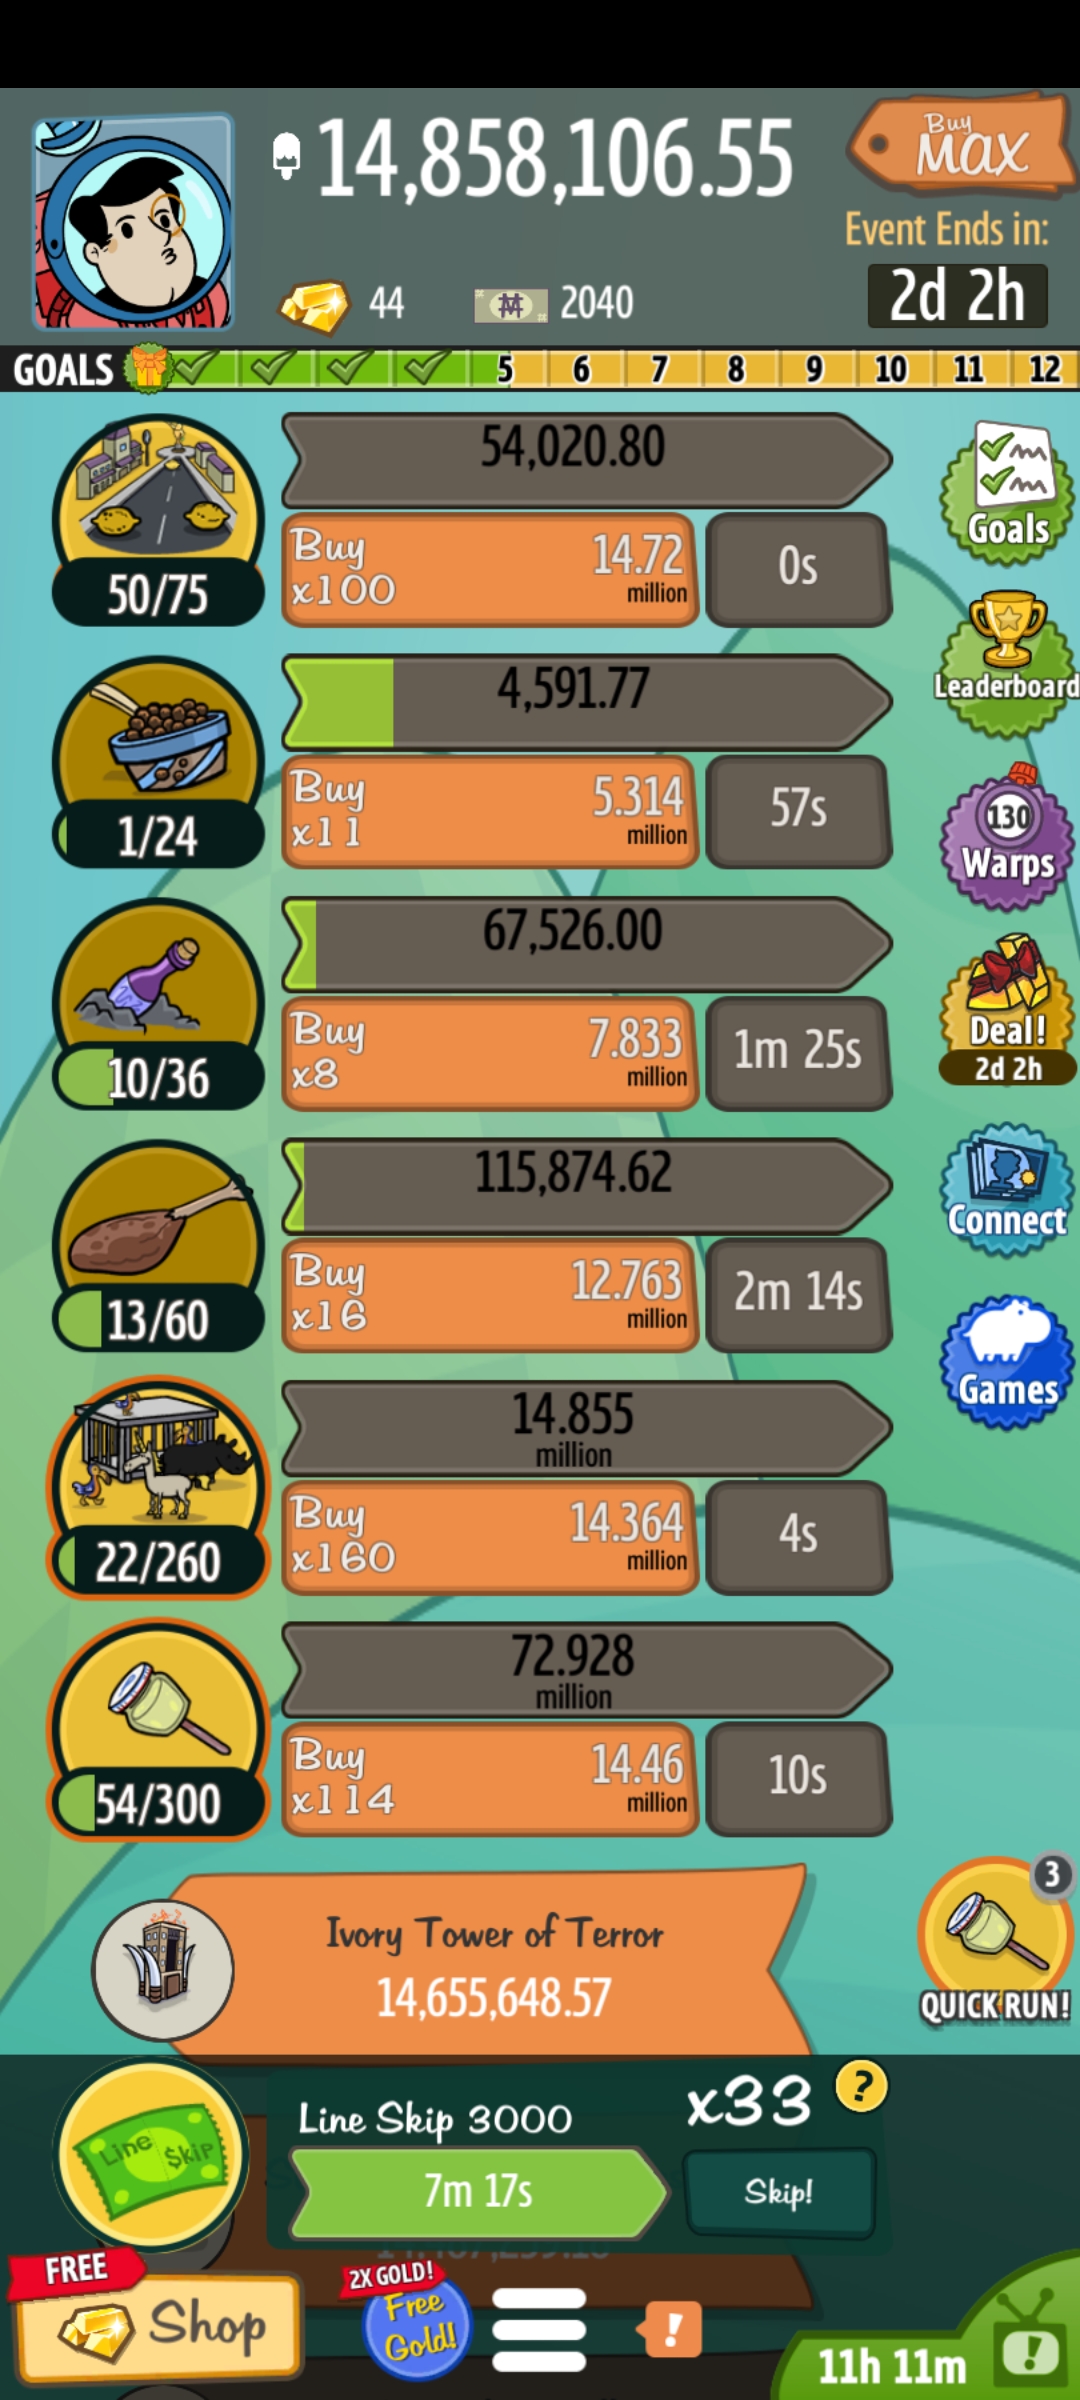 14,858,106.55
Buy
MAX
Event Ends in:
2d 2h
44
2040
GOALS
5 6 7 8 9 10 11 12
54,020.80
Buy
x100
14.72
million
0s
50/75
Goals
4,591.77
Buy
x11
5.314
million
57s
1/24
Leaderboard
67,526.00
Buy
x8
7.833
million
1m 25s
10/36
130
Warps
Deal!
2d 2h
115,874.62
Buy
x16
12.763
million
2m 14s
13/60
Connect
Games
14.855
million
Buy
x160
14.364
million
4s
22/260
72.928
million
Buy
x114
14.46
million
10s
54/300
Ivory Tower of Terror
14,655,648.57
3
QUICK RUN!
Line $kip
Line Skip 3000
x33
?
7m 17s
Skip!
FREE
Shop
2X GOLD!
Free
Gold!
!
11h 11m
!